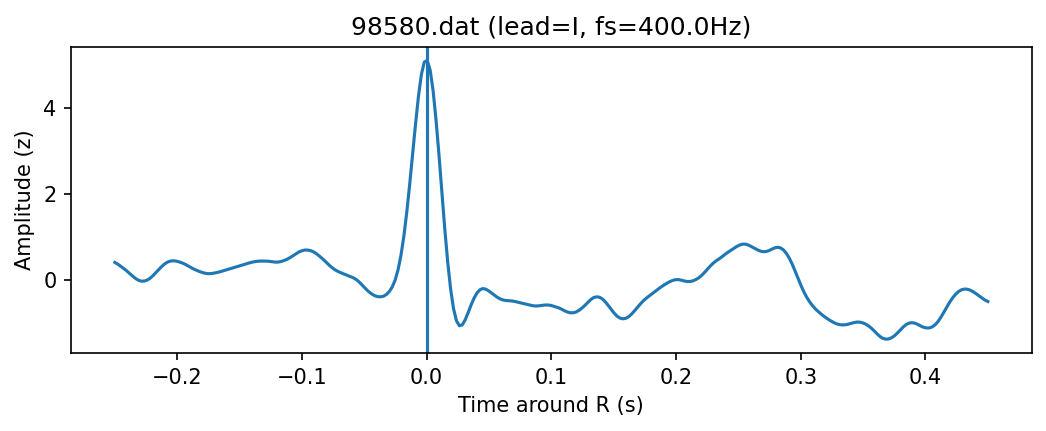 98580.dat (lead=I, fs=400.0Hz)
Amplitude (z)
4
2
0
−0.2 −0.1 0.0 0.1 0.2 0.3 0.4
Time around R (s)